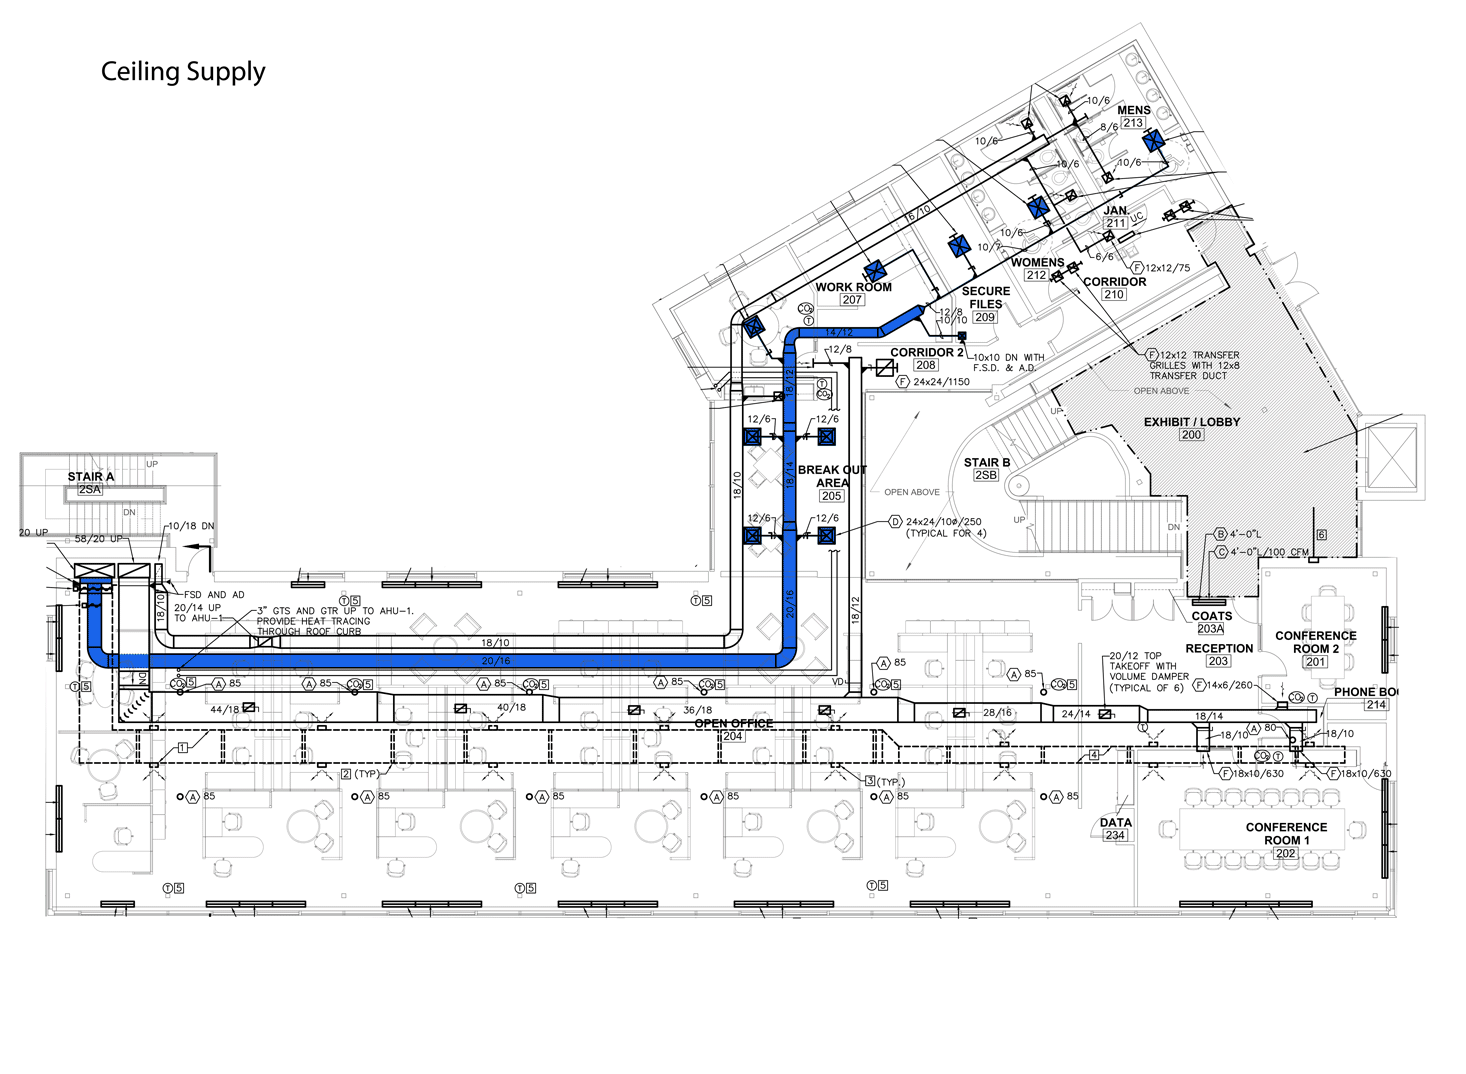 Ceiling Supply
MENS
213
10/6
8/6
10/6
10/6
10/6
JAN.
211
UC
6/10
10/6
10/7
WOMENS
212
6/6
F 12x12/75
CORRIDOR
210
WORK ROOM
207
SECURE
FILES
209
CO2
T
12/8
10/10
14/12
12/8
CORRIDOR 2
208
10x10 DN WITH
F.S.D. & A.D.
F 24x24/1150
F 12x12 TRANSFER
GRILLES WITH 12x8
TRANSFER DUCT
OPEN ABOVE
18/12
T
CO2
UP
EXHIBIT / LOBBY
200
12/6
12/6
STAIR A
2SA
UP
DN
BREAK OUT
AREA
205
18/10
18/14
STAIR B
2SB
OPEN ABOVE
12/6
12/6
D 24x24/10ø/250
(TYPICAL FOR 4)
UP
DN
B 4'-0"L
C 4'-0"L/100 CFM
6
20 UP
58/20 UP
10/18 DN
FSD AND AD
20/14 UP
TO AHU-1
3" GTS AND GTR UP TO AHU-1.
PROVIDE HEAT TRACING
THROUGH ROOF CURB
18/10
T 5
T 5
20/16
18/12
COATS
203A
18/10
20/16
RECEPTION
203
CONFERENCE
ROOM 2
201
20/12 TOP
TAKEOFF WITH
VOLUME DAMPER
(TYPICAL OF 6)
F 14x6/260
CO2 T
PHONE BO
214
T 5
DN
CO2 5
A 85
A 85
CO2 5
A 85
CO2 5
A 85
VD
A 85
CO2 5
A 85
44/18
40/18
36/18
28/16
24/14
18/14
OPEN OFFICE
204
T
18/10
A 80
18/10
CO2 T
1
2 (TYP)
3 (TYP.)
4
F 18x10/630
F 18x10/630
A 85
A 85
A 85
A 85
A 85
A 85
DATA
234
CONFERENCE
ROOM 1
202
T 5
T 5
T 5